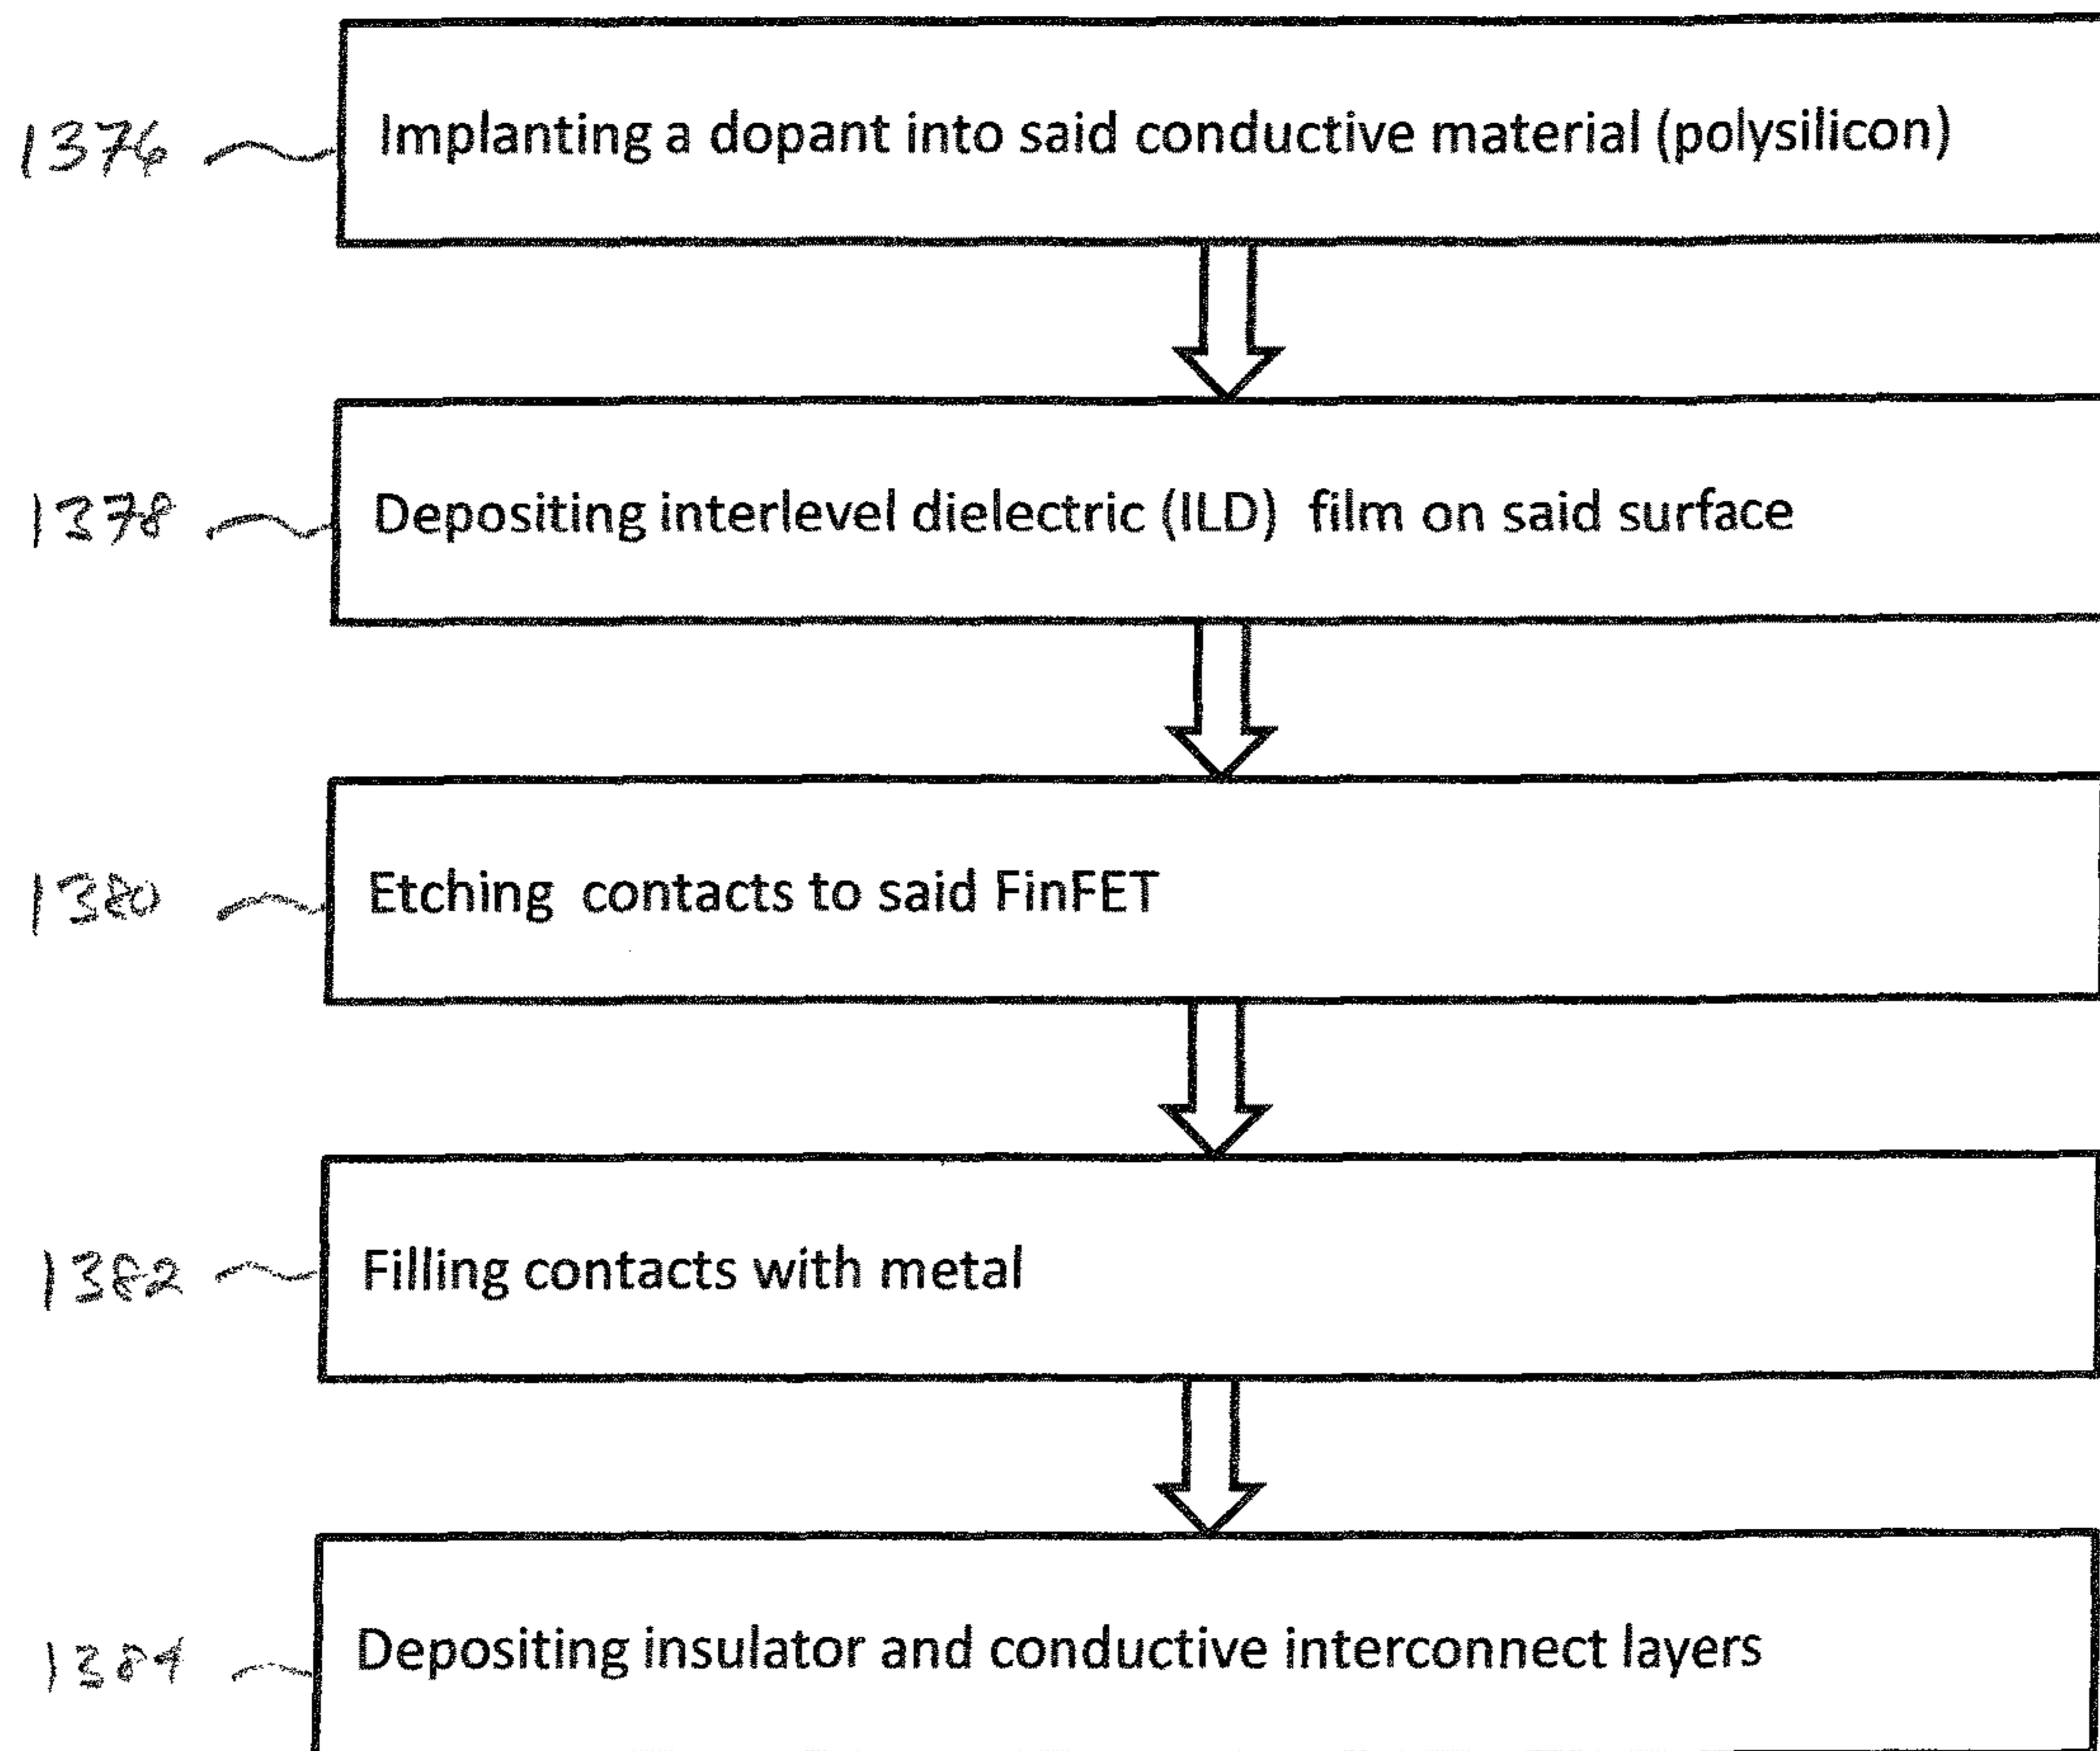 1376 Implanting a dopant into said conductive material (polysilicon)
1378 Depositing interlevel dielectric (ILD) film on said surface
1380 Etching contacts to said FinFET
1382 Filling contacts with metal
1384 Depositing insulator and conductive interconnect layers